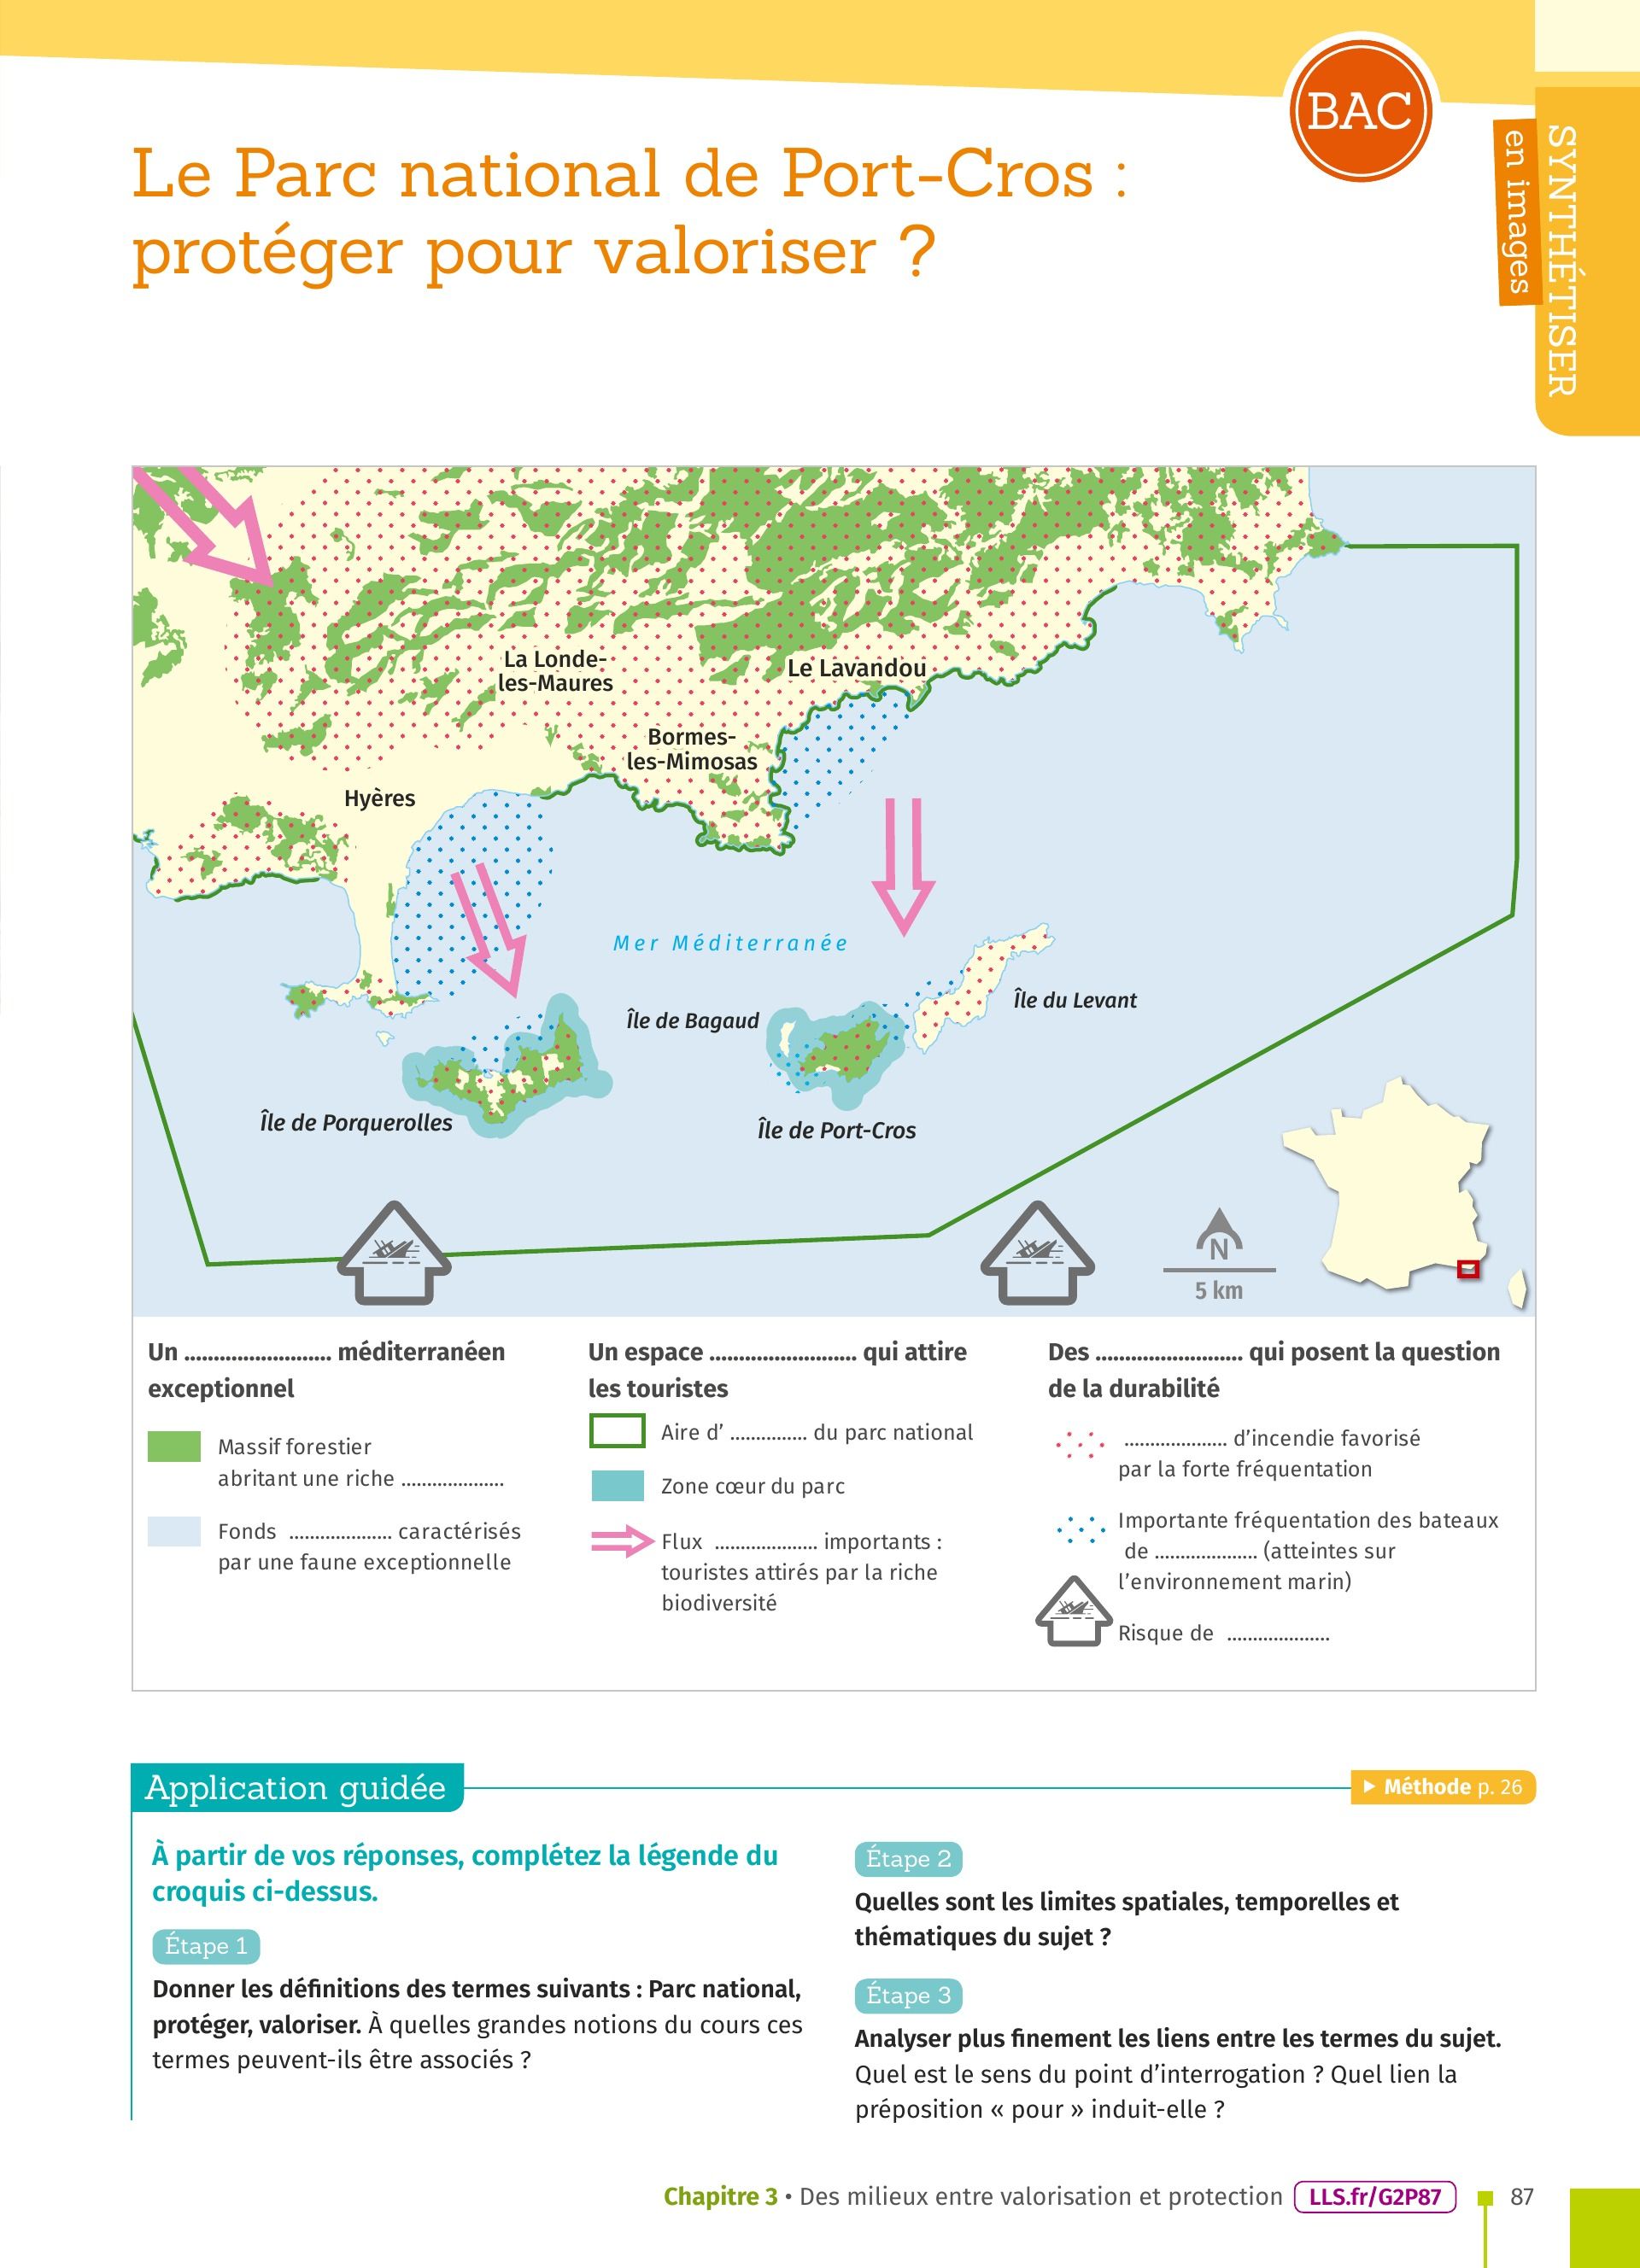 BAC
SYNTHÉTISER
en images
Le Parc national de Port-Cros :
protéger pour valoriser ?
La Londe-
les-Maures
Le Lavandou
Bormes-
les-Mimosas
Hyères
Mer Méditerranée
Île du Levant
Île de Bagaud
Île de Porquerolles
Île de Port-Cros
N
5 km
Un ......................... méditerranéen
exceptionnel
Massif forestier
abritant une riche ....................
Fonds .................... caractérisés
par une faune exceptionnelle
Un espace ......................... qui attire
les touristes
Aire d’ ............... du parc national
Zone cœur du parc
Flux .................... importants :
touristes attirés par la riche
biodiversité
Des ......................... qui posent la question
de la durabilité
.................... d’incendie favorisé
par la forte fréquentation
Importante fréquentation des bateaux
de .................... (atteintes sur
l’environnement marin)
Risque de ....................
Application guidée
Méthode p. 26
À partir de vos réponses, complétez la légende du
croquis ci-dessus.
Étape 1
Donner les définitions des termes suivants : Parc national,
protéger, valoriser. À quelles grandes notions du cours ces
termes peuvent-ils être associés ?
Étape 2
Quelles sont les limites spatiales, temporelles et
thématiques du sujet ?
Étape 3
Analyser plus finement les liens entre les termes du sujet.
Quel est le sens du point d’interrogation ? Quel lien la
préposition « pour » induit-elle ?
Chapitre 3 • Des milieux entre valorisation et protection LLS.fr/G2P87 87